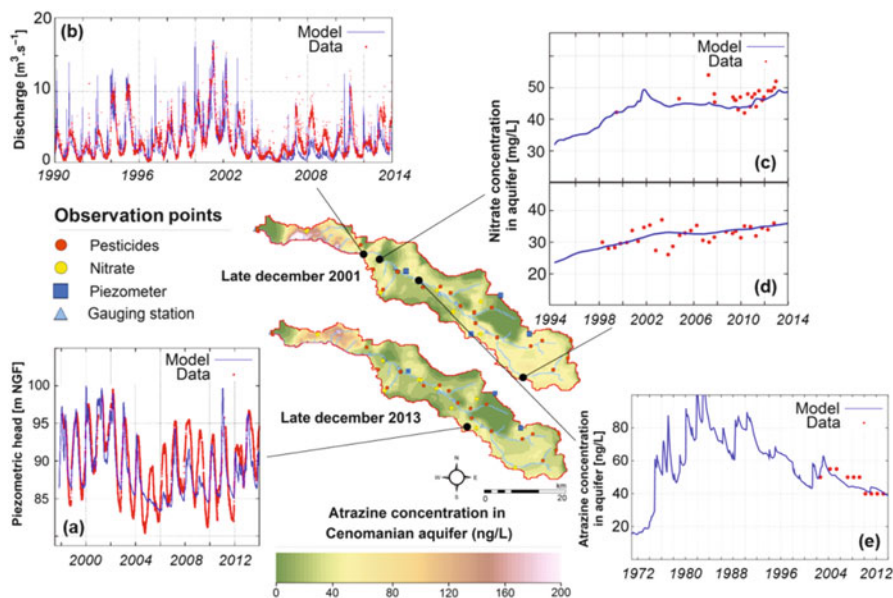 (b)
Discharge [m³.s⁻¹]
20
10
0
Model
Data
1990
1996
2002
2008
2014
Nitrate concentration
in aquifer [mg/L]
50
40
30
Model
Data
(c)
40
30
20
(d)
1994
1998
2002
2006
2010
2014
Observation points
Pesticides
Nitrate
Piezometer
Gauging station
Late december 2001
Late december 2013
N
W
E
S
km
0
20
Piezometric head [m NGF]
100
95
90
85
Model
Data
(a)
2000
2004
2008
2012
Atrazine concentration in
Cenomanian aquifer (ng/L)
0
40
80
120
160
200
Atrazine concentration
in aquifer [ng/L]
80
60
40
20
Model
Data
(e)
1972
1980
1988
1996
2004
2012